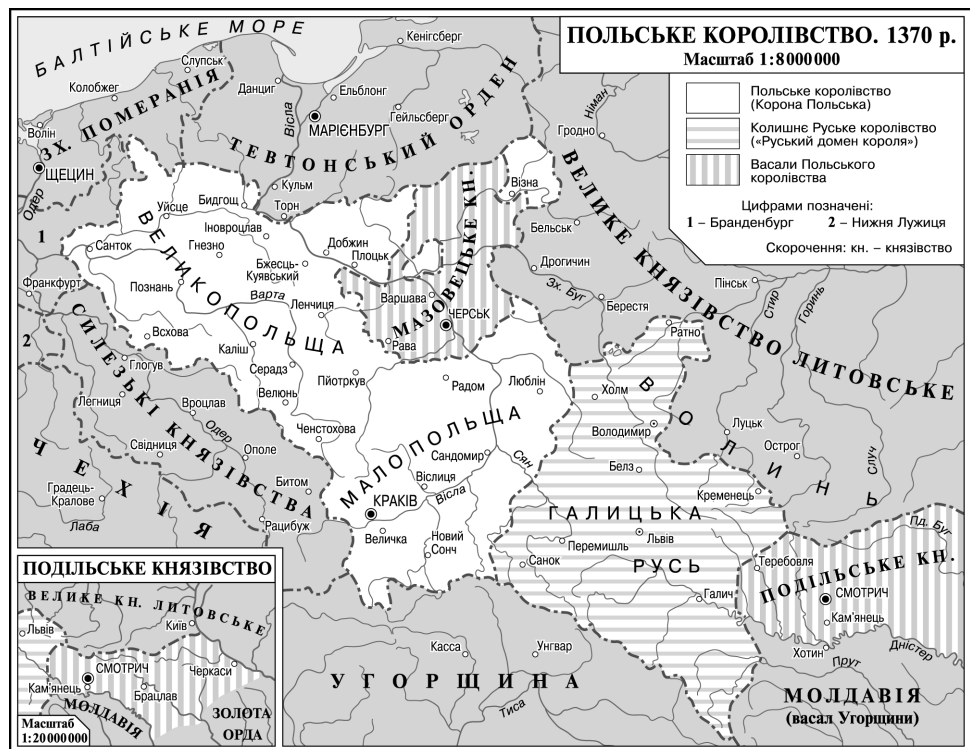 ПОЛЬСЬКЕ КОРОЛІВСТВО. 1370 р.
Масштаб 1:8000000
Польське королівство
(Корона Польська)
Колишнє Руське королівство
(«Руський домен короля»)
Васали Польського
королівства
Цифрами позначені:
1 – Бранденбург 2 – Нижня Лужиця
Скорочення: кн. – князівство
БАЛТІЙСЬКЕ МОРЕ
Кенігсберг
Слупськ
Колобжег
Данциг
Ельблонг
Гейльсберг
Вісла
МАРІЄНБУРГ
Німан
Гродно
Волін
ЗХ. ПОМЕРАНІЯ
ТЕВТОНСЬКИЙ ОРДЕН
ЩЕЦИН
Одер
Кульм
Торн
Візна
Уйсце
Бидгощ
Іновроцлав
Гнезно
Добжин
Плоцьк
Бельськ
1
Санток
Бжесць-
Куявський
Дрогичин
Франкфурт
Познань
Варта
Ленчиця
Варшава
Зх. Буг
Берестя
Пінськ
Стир
Горинь
ВЕЛИКОПОЛЬЩА
МАЗОВЕЦЬКЕ КН.
ВЕЛИКЕ КНЯЗІВСТВО ЛИТОВСЬКЕ
ЧЕРСЬК
Рава
Ратно
2
Всхова
Каліш
Глогув
Серадз
Пйотркув
Радом
Люблін
Холм
Легниця
Вроцлав
Велюнь
ВОЛИНЬ
СИЛЕЗЬКІ КНЯЗІВСТВА
Одер
Свідниця
Ченстохова
Володимир
Луцьк
Острог
Случ
МАЛОПОЛЬЩА
Ополе
Сандомир
Сян
Белз
Битом
Віслиця
Вісла
Кременець
Градець-
Кралове
ЧЕХІЯ
Лаба
КРАКІВ
ГАЛИЦЬКА
РУСЬ
Рацибуж
Величка
Новий
Сонч
Перемишль
Львів
Санок
Пд. Буг
Теребовля
ПОДІЛЬСЬКЕ КН.
СМОТРИЧ
Галич
Кам'янець
Хотин
Прут
Дністер
Касса
Унгвар
УГОРЩИНА
Тиса
МОЛДАВІЯ
(васал Угорщини)
ПОДІЛЬСЬКЕ КНЯЗІВСТВО
ВЕЛИКЕ КН. ЛИТОВСЬКЕ
Київ
Львів
СМОТРИЧ
Черкаси
Кам'янець
Брацлав
МОЛДАВІЯ
ЗОЛОТА
ОРДА
Масштаб
1:20000000